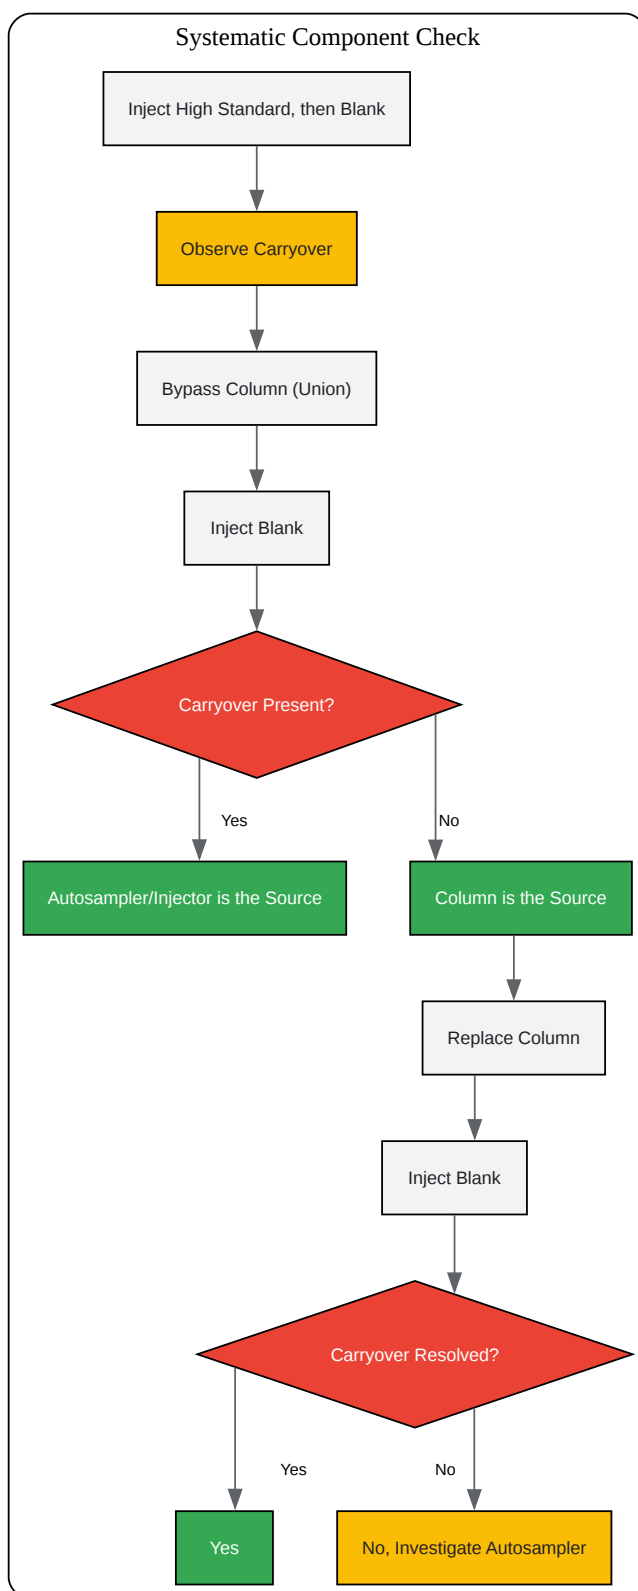 Systematic Component Check
Inject High Standard, then Blank
Observe Carryover
Bypass Column (Union)
Inject Blank
Carryover Present?
Yes
No
Autosampler/Injector is the Source
Column is the Source
Replace Column
Inject Blank
Carryover Resolved?
Yes
No
Yes
No, Investigate Autosampler